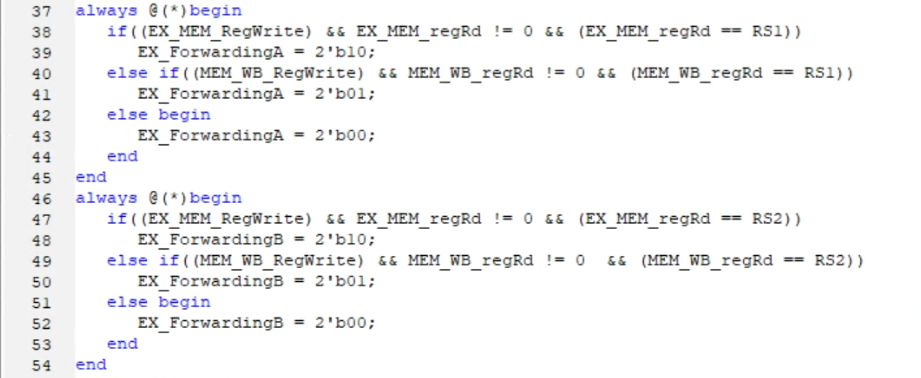 37 always @(*)begin
38 if((EX_MEM_RegWrite) && EX_MEM_regRd != 0 && (EX_MEM_regRd == RS1))
39 EX_ForwardingA = 2'b10;
40 else if((MEM_WB_RegWrite) && MEM_WB_regRd != 0 && (MEM_WB_regRd == RS1))
41 EX_ForwardingA = 2'b01;
42 else begin
43 EX_ForwardingA = 2'b00;
44 end
45 end
46 always @(*)begin
47 if((EX_MEM_RegWrite) && EX_MEM_regRd != 0 && (EX_MEM_regRd == RS2))
48 EX_ForwardingB = 2'b10;
49 else if((MEM_WB_RegWrite) && MEM_WB_regRd != 0  && (MEM_WB_regRd == RS2))
50 EX_ForwardingB = 2'b01;
51 else begin
52 EX_ForwardingB = 2'b00;
53 end
54 end